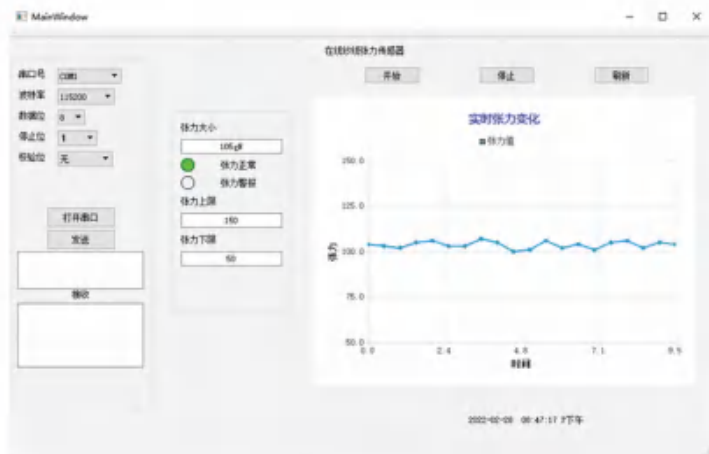 MainWindow
在线纱线张力传感器
串口号 COM1
波特率 115200
数据位 8
停止位 1
校验位 无
打开串口
发送
接收
张力大小
105gf
张力正常
张力警报
张力上限
150
张力下限
50
开始 停止 刷新
实时张力变化
张力值
150.0
125.0
100.0
75.0
50.0
张力
0.0 2.4 4.8 7.1 9.5
时间